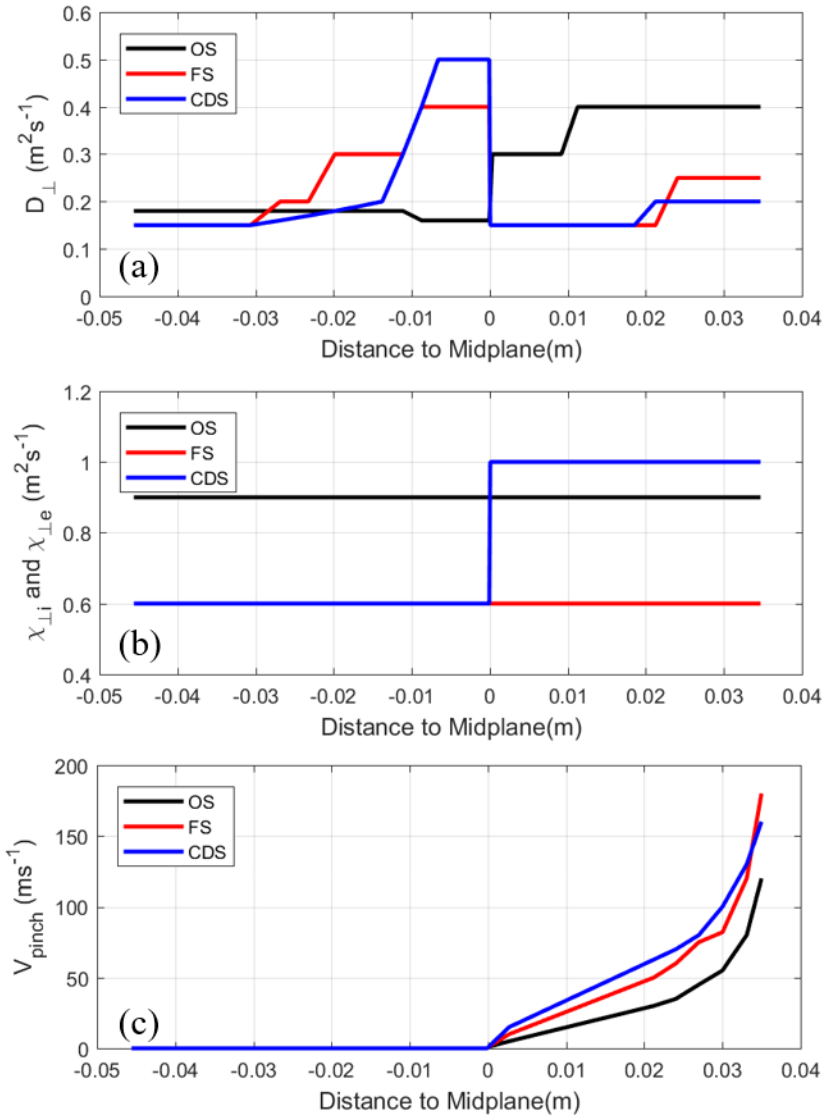 0.6
0.5
0.4
0.3
0.2
0.1
0
D⊥ (m²s⁻¹)
OS
FS
CDS
(a)
-0.05 -0.04 -0.03 -0.02 -0.01 0 0.01 0.02 0.03 0.04
Distance to Midplane(m)
1.2
1
0.8
0.6
0.4
χ⊥i and χ⊥e (m²s⁻¹)
OS
FS
CDS
(b)
-0.05 -0.04 -0.03 -0.02 -0.01 0 0.01 0.02 0.03 0.04
Distance to Midplane(m)
200
150
100
50
0
Vpinch (ms⁻¹)
OS
FS
CDS
(c)
-0.05 -0.04 -0.03 -0.02 -0.01 0 0.01 0.02 0.03 0.04
Distance to Midplane(m)